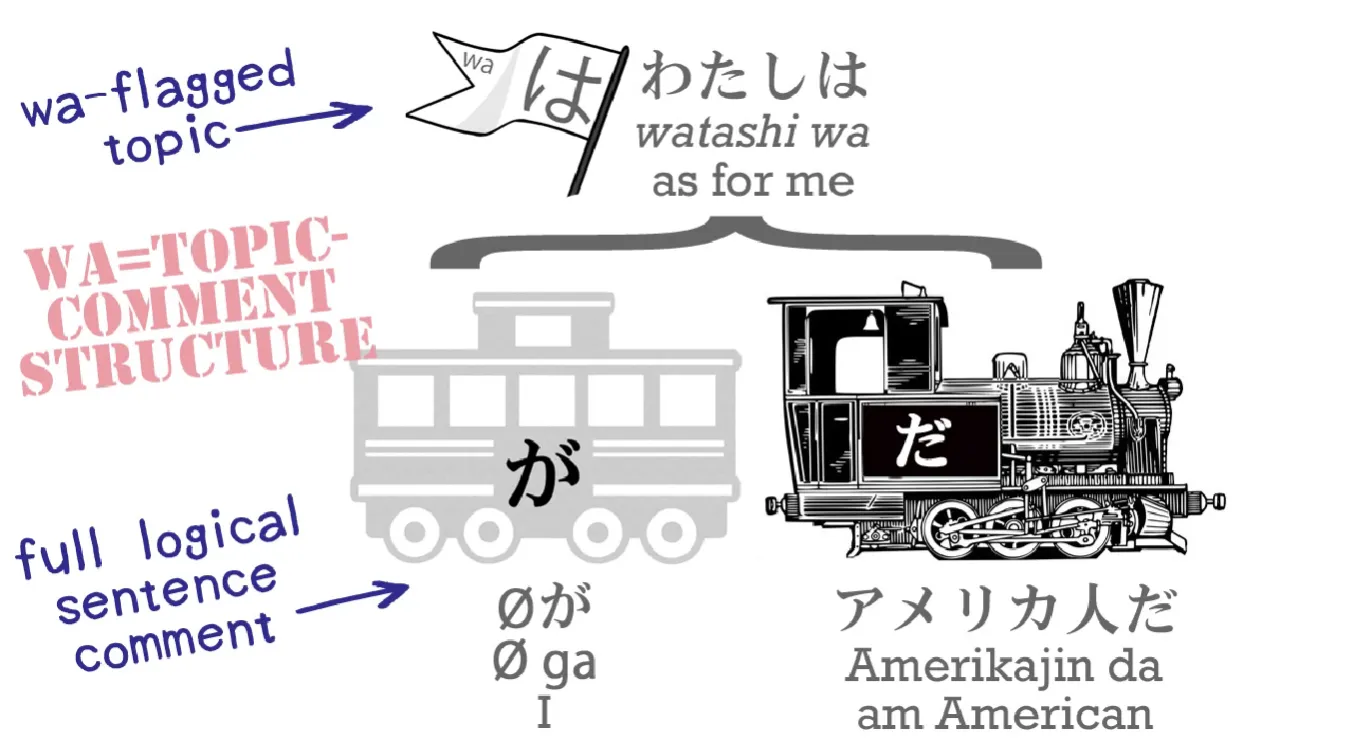 wa-flagged
topic
wa
は
わたしは
watashi wa
as for me
WA=TOPIC-
COMMENT
STRUCTURE
が
だ
full logical
sentence
comment
Øが
Ø ga
I
アメリカ人だ
Amerikajin da
am American